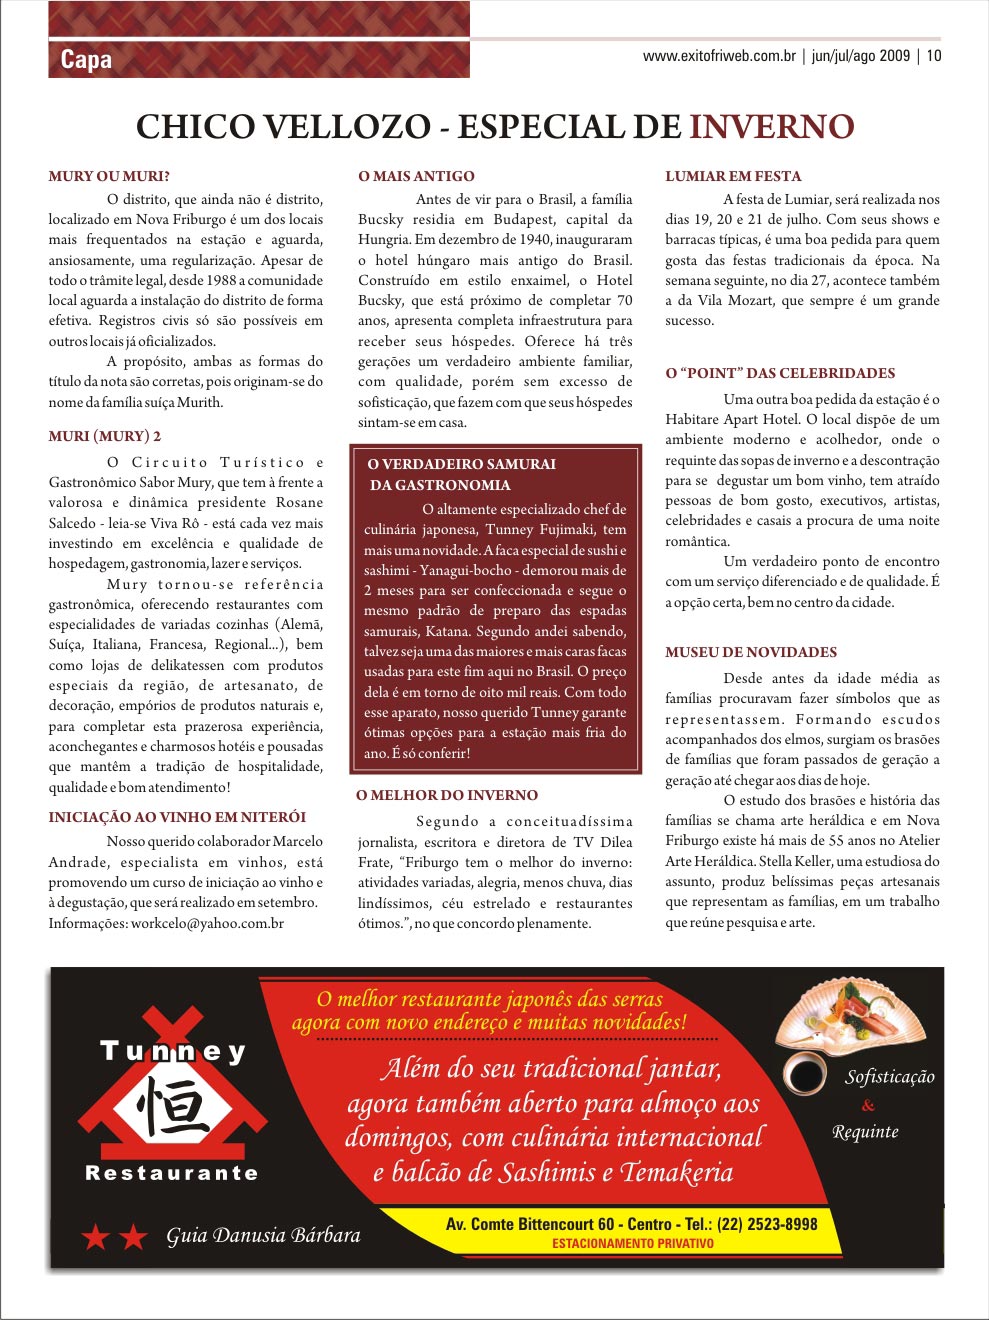 Capa
www.exitofriweb.com.br | jun/jul/ago 2009 | 10
CHICO VELLOZO - ESPECIAL DE INVERNO
MURY OU MURI?
O distrito, que ainda não é distrito,
localizado em Nova Friburgo é um dos locais
mais frequentados na estação e aguarda,
ansiosamente, uma regularização. Apesar de
todo o trâmite legal, desde 1988 a comunidade
local aguarda a instalação do distrito de forma
efetiva. Registros civis só são possíveis em
outros locais já oficializados.
A propósito, ambas as formas do
título da nota são corretas, pois originam-se do
nome da família suíça Murith.
MURI (MURY) 2
O Circuito Turístico e
Gastronômico Sabor Mury, que tem à frente a
valorosa e dinâmica presidente Rosane
Salcedo - leia-se Viva Rô - está cada vez mais
investindo em excelência e qualidade de
hospedagem, gastronomia, lazer e serviços.
Mury tornou-se referência
gastronômica, oferecendo restaurantes com
especialidades de variadas cozinhas (Alemã,
Suíça, Italiana, Francesa, Regional...), bem
como lojas de delikatessen com produtos
especiais da região, de artesanato, de
decoração, empórios de produtos naturais e,
para completar esta prazerosa experiência,
aconchegantes e charmosos hotéis e pousadas
que mantêm a tradição de hospitalidade,
qualidade e bom atendimento!
INICIAÇÃO AO VINHO EM NITERÓI
Nosso querido colaborador Marcelo
Andrade, especialista em vinhos, está
promovendo um curso de iniciação ao vinho e
à degustação, que será realizado em setembro.
Informações: workcelo@yahoo.com.br
O MAIS ANTIGO
Antes de vir para o Brasil, a família
Bucsky residia em Budapest, capital da
Hungria. Em dezembro de 1940, inauguraram
o hotel húngaro mais antigo do Brasil.
Construído em estilo enxaimel, o Hotel
Bucsky, que está próximo de completar 70
anos, apresenta completa infraestrutura para
receber seus hóspedes. Oferece há três
gerações um verdadeiro ambiente familiar,
com qualidade, porém sem excesso de
sofisticação, que fazem com que seus hóspedes
sintam-se em casa.
O VERDADEIRO SAMURAI
DA GASTRONOMIA
O altamente especializado chef de
culinária japonesa, Tunney Fujimaki, tem
mais uma novidade. A faca especial de sushi e
sashimi - Yanagui-bocho - demorou mais de
2 meses para ser confeccionada e segue o
mesmo padrão de preparo das espadas
samurais, Katana. Segundo andei sabendo,
talvez seja uma das maiores e mais caras facas
usadas para este fim aqui no Brasil. O preço
dela é em torno de oito mil reais. Com todo
esse aparato, nosso querido Tunney garante
ótimas opções para a estação mais fria do
ano. É só conferir!
O MELHOR DO INVERNO
Segundo a conceituadíssima
jornalista, escritora e diretora de TV Dilea
Frate, “Friburgo tem o melhor do inverno:
atividades variadas, alegria, menos chuva, dias
lindíssimos, céu estrelado e restaurantes
ótimos.”, no que concordo plenamente.
LUMIAR EM FESTA
A festa de Lumiar, será realizada nos
dias 19, 20 e 21 de julho. Com seus shows e
barracas típicas, é uma boa pedida para quem
gosta das festas tradicionais da época. Na
semana seguinte, no dia 27, acontece também
a da Vila Mozart, que sempre é um grande
sucesso.
O “POINT” DAS CELEBRIDADES
Uma outra boa pedida da estação é o
Habitare Apart Hotel. O local dispõe de um
ambiente moderno e acolhedor, onde o
requinte das sopas de inverno e a descontração
para se degustar um bom vinho, tem atraído
pessoas de bom gosto, executivos, artistas,
celebridades e casais a procura de uma noite
romântica.
Um verdadeiro ponto de encontro
com um serviço diferenciado e de qualidade. É
a opção certa, bem no centro da cidade.
MUSEU DE NOVIDADES
Desde antes da idade média as
famílias procuravam fazer símbolos que as
representassem. Formando escudos
acompanhados dos elmos, surgiam os brasões
de famílias que foram passados de geração a
geração até chegar aos dias de hoje.
O estudo dos brasões e história das
famílias se chama arte heráldica e em Nova
Friburgo existe há mais de 55 anos no Atelier
Arte Heráldica. Stella Keller, uma estudiosa do
assunto, produz belíssimas peças artesanais
que representam as famílias, em um trabalho
que reúne pesquisa e arte.
Tunney
恒
Restaurante
Guia Danusia Bárbara
O melhor restaurante japonês das serras
agora com novo endereço e muitas novidades!
Além do seu tradicional jantar,
agora também aberto para almoço aos
domingos, com culinária internacional
e balcão de Sashimis e Temakeria
Av. Comte Bittencourt 60 - Centro - Tel.: (22) 2523-8998
ESTACIONAMENTO PRIVATIVO
Sofisticação
&
Requinte